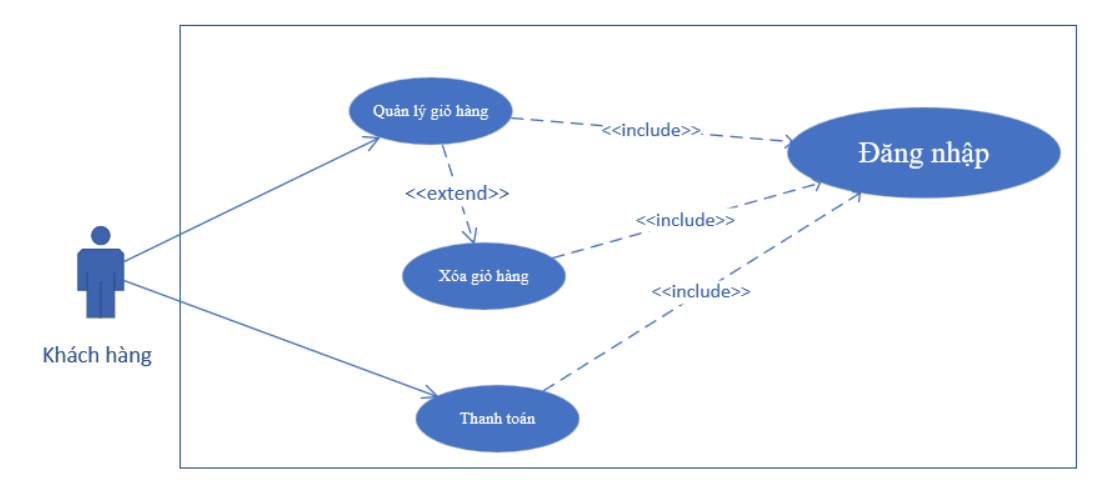 Quản lý giỏ hàng
<<include>>
Đăng nhập
<<extend>>
<<include>>
Xóa giỏ hàng
<<include>>
Khách hàng
Thanh toán